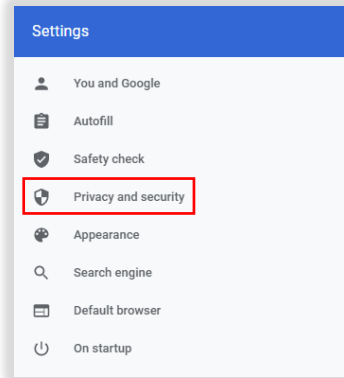 Settings
You and Google
Autofill
Safety check
Privacy and security
Appearance
Search engine
Default browser
On startup